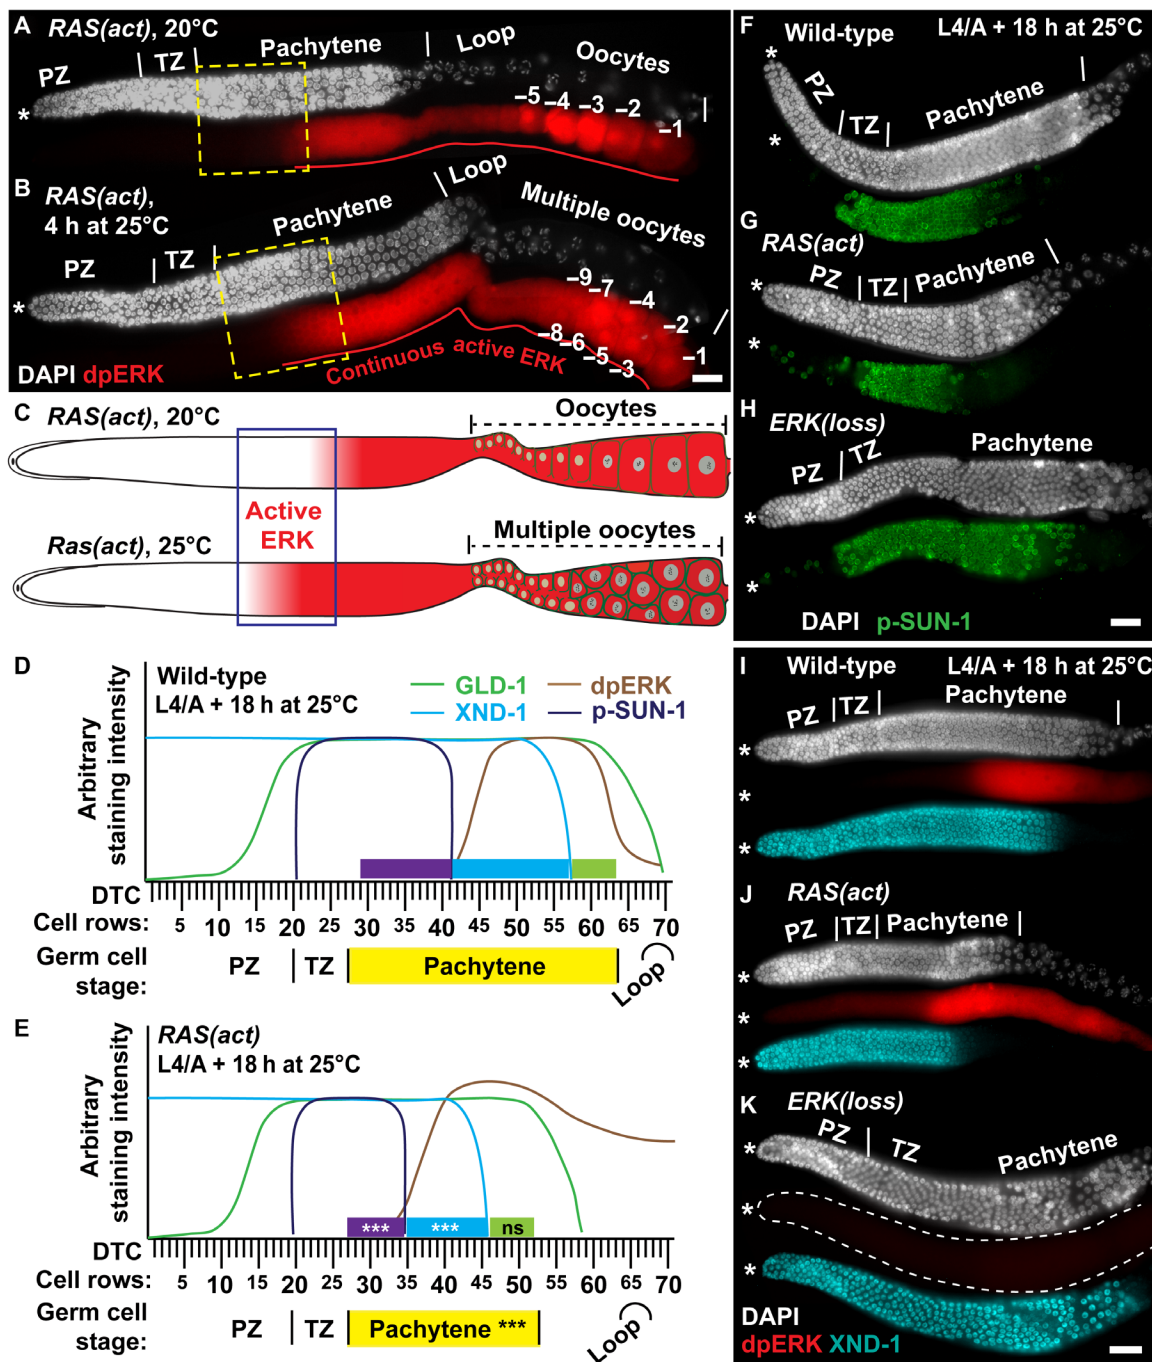 A
RAS(act), 20°C
PZ
TZ
Pachytene
Loop
Oocytes
–5
–4
–3
–2
–1
*
B
RAS(act),
4 h at 25°C
PZ
TZ
Pachytene
Loop
Multiple oocytes
–9
–7
–4
–2
–1
–8
–6
–5
–3
*
Continuous active ERK
DAPI dpERK
C
RAS(act), 20°C
Oocytes
Active
ERK
Ras(act), 25°C
Multiple oocytes
D
Wild-type
L4/A + 18 h at 25°C
GLD-1
dpERK
XND-1
p-SUN-1
Arbitrary
staining intensity
DTC
Cell rows:
5 10 15 20 25 30 35 40 45 50 55 60 65 70
Germ cell
stage:
PZ
TZ
Pachytene
Loop
E
RAS(act)
L4/A + 18 h at 25°C
Arbitrary
staining intensity
***
***
ns
DTC
Cell rows:
5 10 15 20 25 30 35 40 45 50 55 60 65 70
Germ cell
stage:
PZ
TZ
Pachytene ***
Loop
F
Wild-type
L4/A + 18 h at 25°C
*
PZ
TZ
Pachytene
*
G
RAS(act)
PZ
TZ
Pachytene
*
*
H
ERK(loss)
PZ
TZ
Pachytene
*
*
DAPI p-SUN-1
I
Wild-type
L4/A + 18 h at 25°C
PZ
TZ
Pachytene
*
*
*
J
RAS(act)
PZ
TZ
Pachytene
*
*
*
K
ERK(loss)
PZ
TZ
Pachytene
*
*
*
DAPI
dpERK XND-1